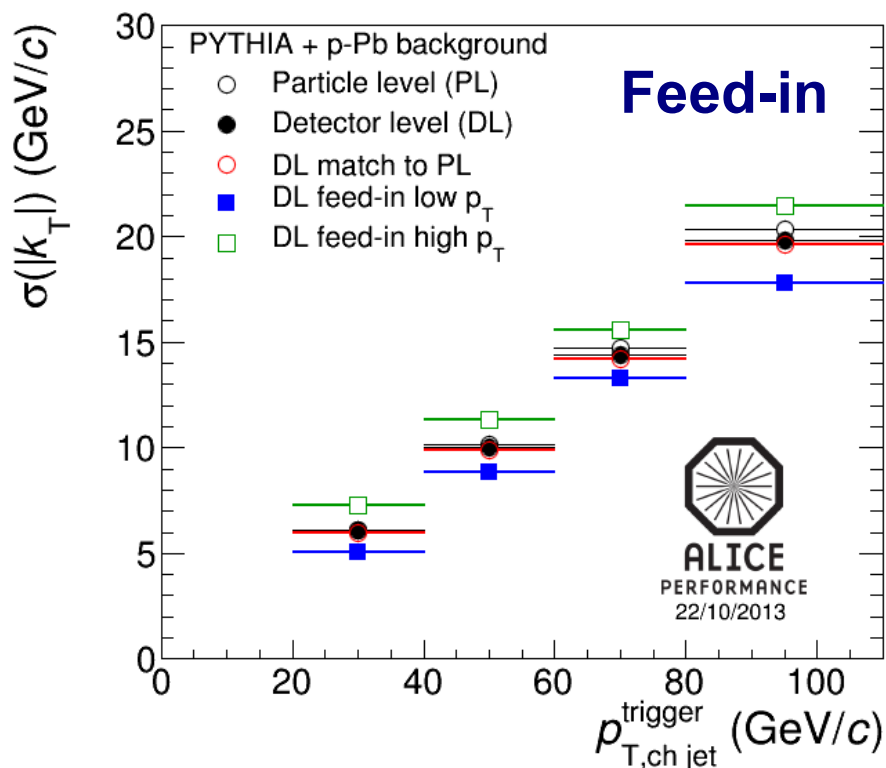 Feed-in
PYTHIA + p-Pb background
Particle level (PL)
Detector level (DL)
DL match to PL
DL feed-in low p_T
DL feed-in high p_T
σ(|k_T|) (GeV/c)
30
25
20
15
10
5
0
0 20 40 60 80 100
p_T,ch jet^trigger (GeV/c)
ALICE
PERFORMANCE
22/10/2013